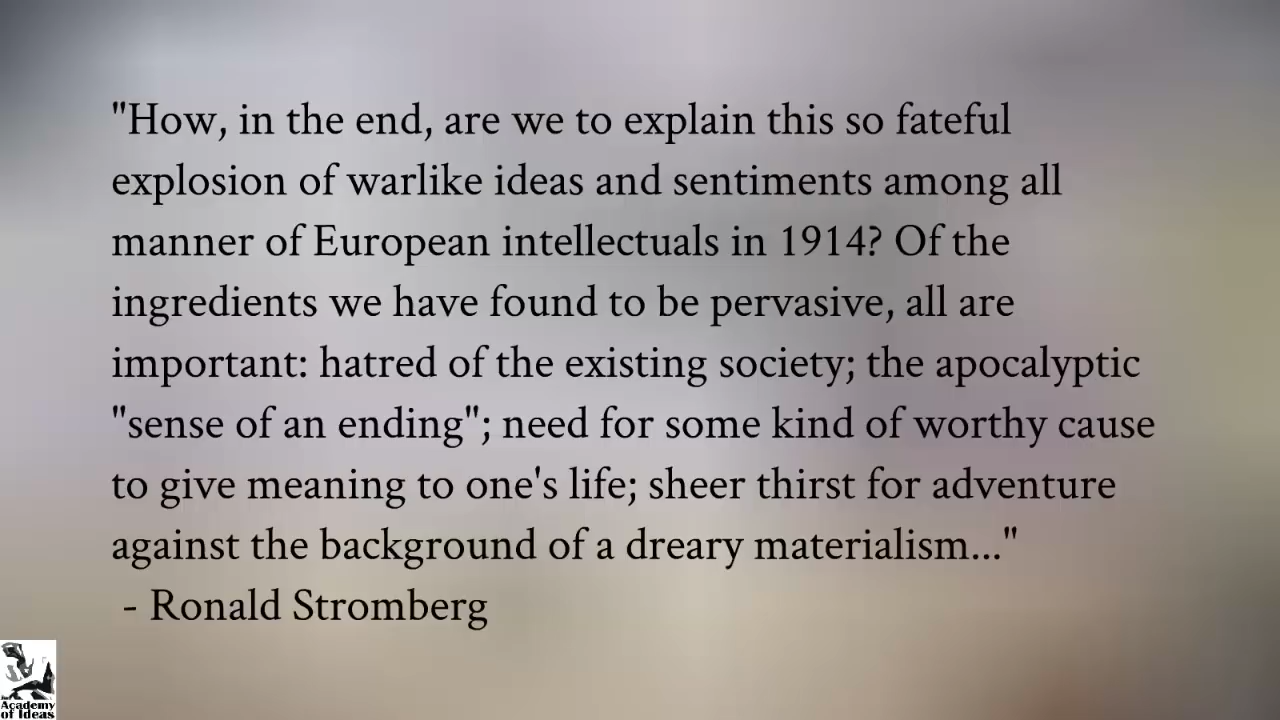 "How, in the end, are we to explain this so fateful
explosion of warlike ideas and sentiments among all
manner of European intellectuals in 1914? Of the
ingredients we have found to be pervasive, all are
important: hatred of the existing society; the apocalyptic
"sense of an ending"; need for some kind of worthy cause
to give meaning to one's life; sheer thirst for adventure
against the background of a dreary materialism..."
- Ronald Stromberg
Academy
of Ideas